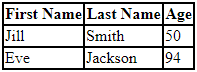 First Name Last Name Age
Jill Smith 50
Eve Jackson 94